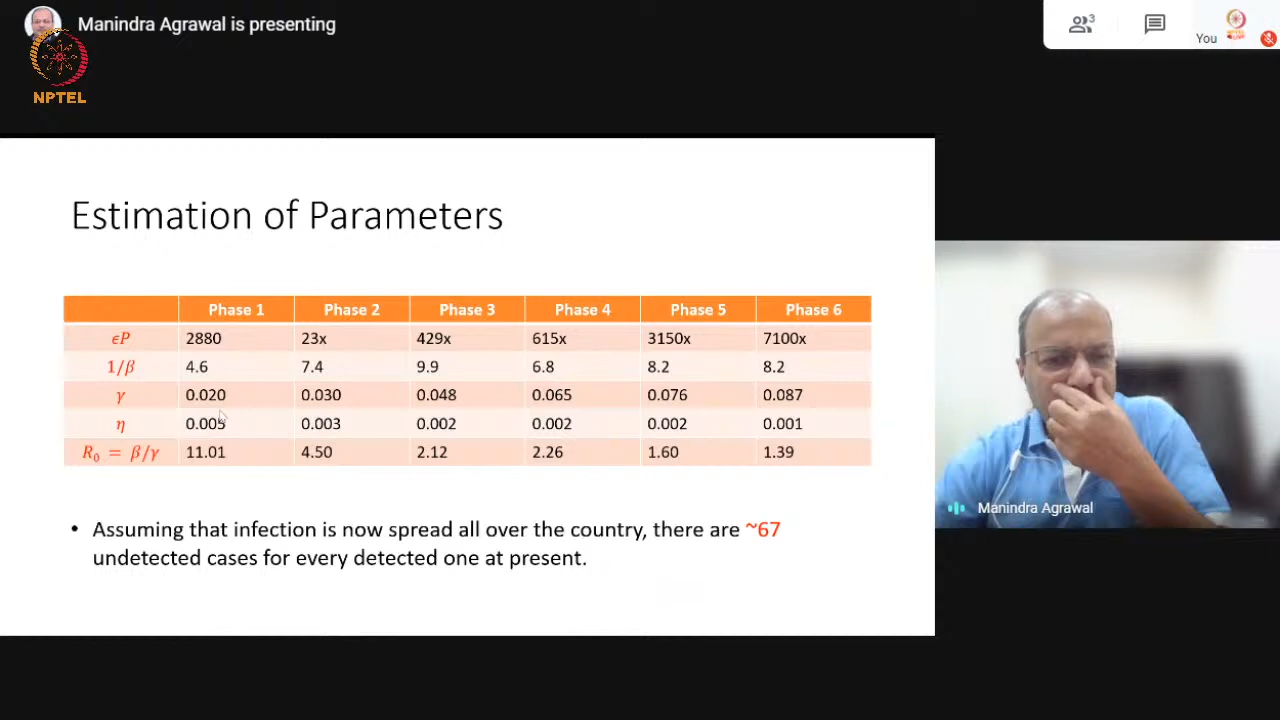 Manindra Agrawal is presenting
NPTEL
3
You
Estimation of Parameters
Phase 1 Phase 2 Phase 3 Phase 4 Phase 5 Phase 6
ϵP 2880 23x 429x 615x 3150x 7100x
1/β 4.6 7.4 9.9 6.8 8.2 8.2
γ 0.020 0.030 0.048 0.065 0.076 0.087
η 0.005 0.003 0.002 0.002 0.002 0.001
R₀ = β/γ 11.01 4.50 2.12 2.26 1.60 1.39
• Assuming that infection is now spread all over the country, there are ~67
undetected cases for every detected one at present.
Manindra Agrawal